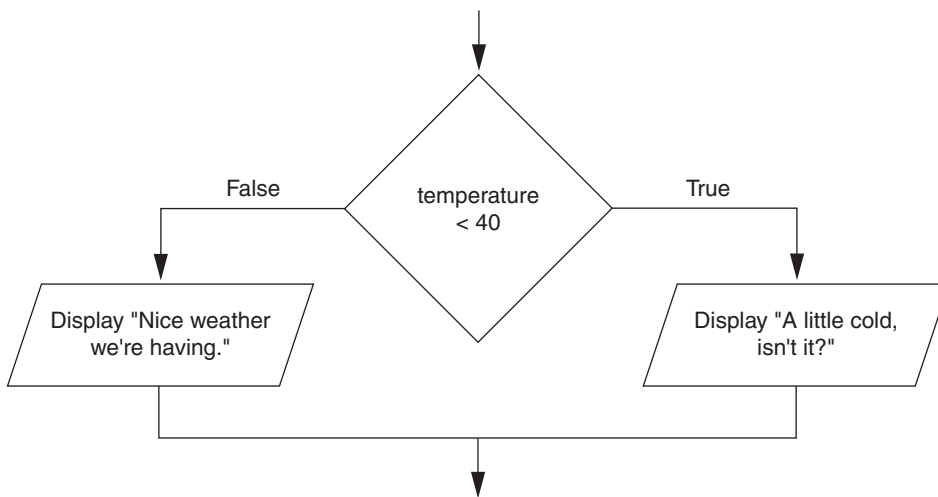 temperature
< 40
False
True
Display "Nice weather
we're having."
Display "A little cold,
isn't it?"